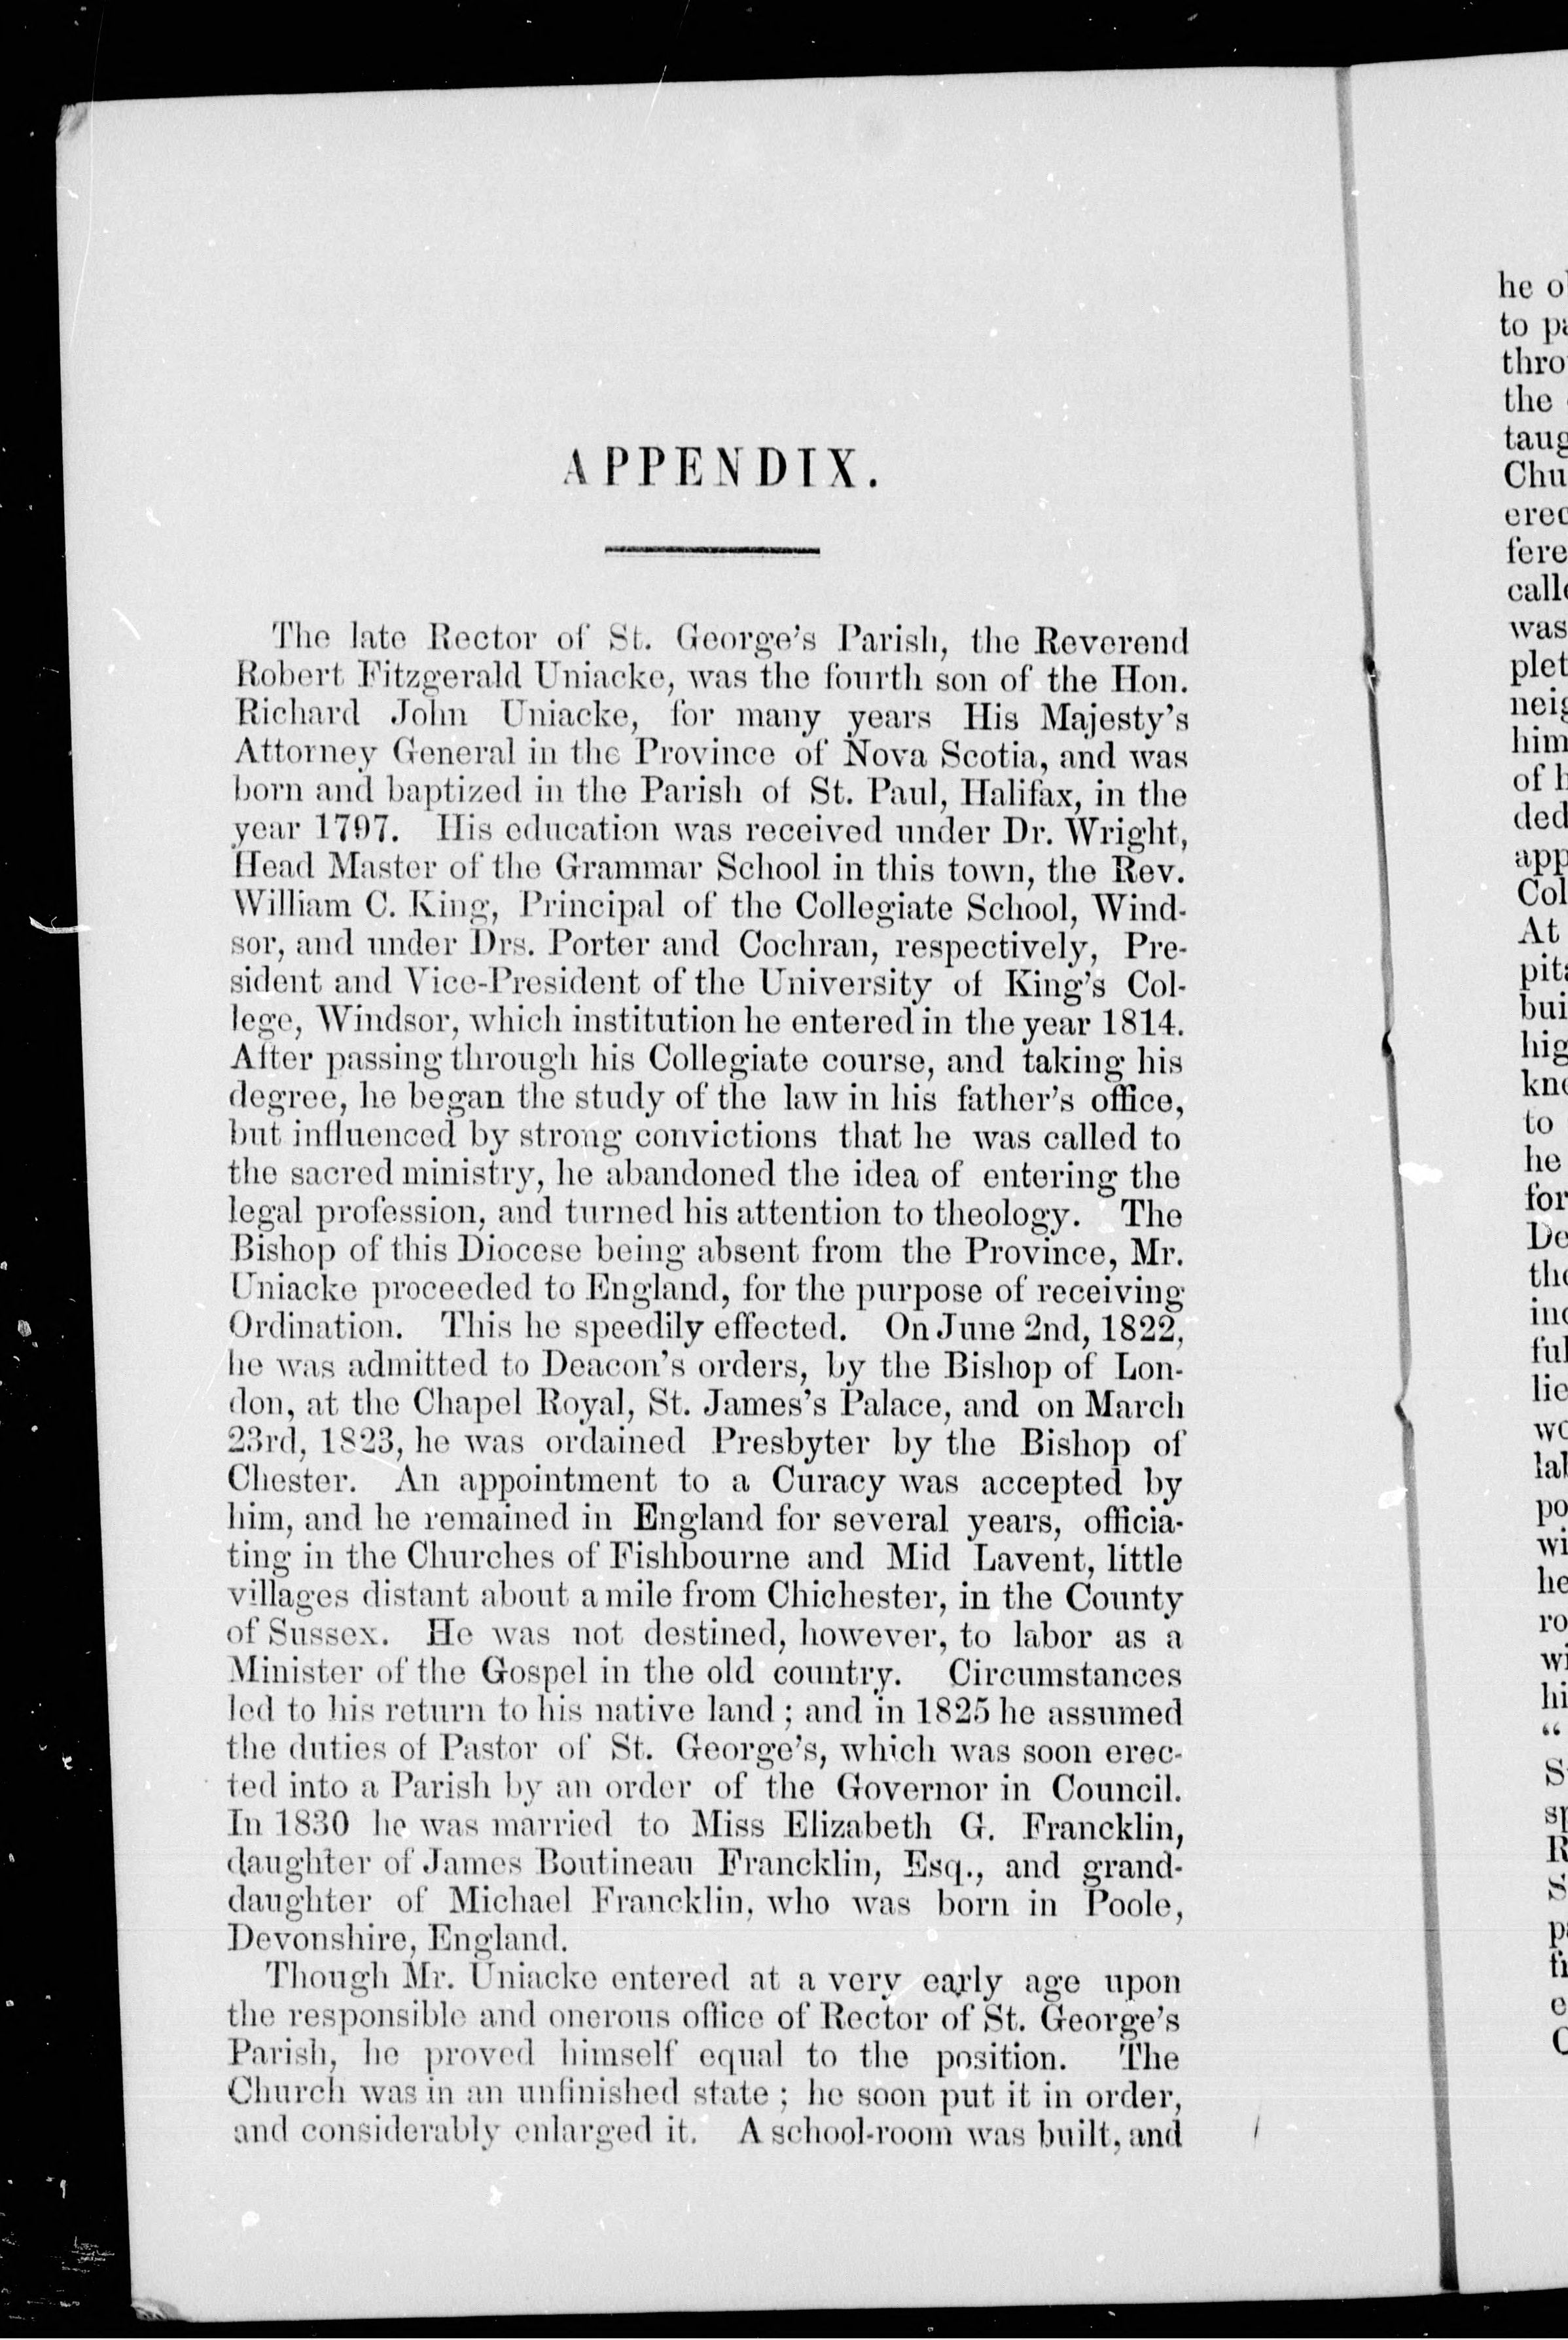 APPENDIX.
The late Rector of St. George's Parish, the Reverend
Robert Fitzgerald Uniacke, was the fourth son of the Hon.
Richard John Uniacke, for many years His Majesty's
Attorney General in the Province of Nova Scotia, and was
born and baptized in the Parish of St. Paul, Halifax, in the
year 1797. His education was received under Dr. Wright,
Head Master of the Grammar School in this town, the Rev.
William C. King, Principal of the Collegiate School, Wind-
sor, and under Drs. Porter and Cochran, respectively, Pre-
sident and Vice-President of the University of King's Col-
lege, Windsor, which institution he entered in the year 1814.
After passing through his Collegiate course, and taking his
degree, he began the study of the law in his father's office,
but influenced by strong convictions that he was called to
the sacred ministry, he abandoned the idea of entering the
legal profession, and turned his attention to theology. The
Bishop of this Diocese being absent from the Province, Mr.
Uniacke proceeded to England, for the purpose of receiving
Ordination. This he speedily effected. On June 2nd, 1822,
he was admitted to Deacon's orders, by the Bishop of Lon-
don, at the Chapel Royal, St. James's Palace, and on March
23rd, 1823, he was ordained Presbyter by the Bishop of
Chester. An appointment to a Curacy was accepted by
him, and he remained in England for several years, officia-
ting in the Churches of Fishbourne and Mid Lavent, little
villages distant about a mile from Chichester, in the County
of Sussex. He was not destined, however, to labor as a
Minister of the Gospel in the old country. Circumstances
led to his return to his native land; and in 1825 he assumed
the duties of Pastor of St. George's, which was soon erec-
ted into a Parish by an order of the Governor in Council.
In 1830 he was married to Miss Elizabeth G. Francklin,
daughter of James Boutineau Francklin, Esq., and grand-
daughter of Michael Francklin, who was born in Poole,
Devonshire, England.
Though Mr. Uniacke entered at a very early age upon
the responsible and onerous office of Rector of St. George's
Parish, he proved himself equal to the position. The
Church was in an unfinished state; he soon put it in order,
and considerably enlarged it. A school-room was built, and
he
to
the
was
him
of
At
to
he